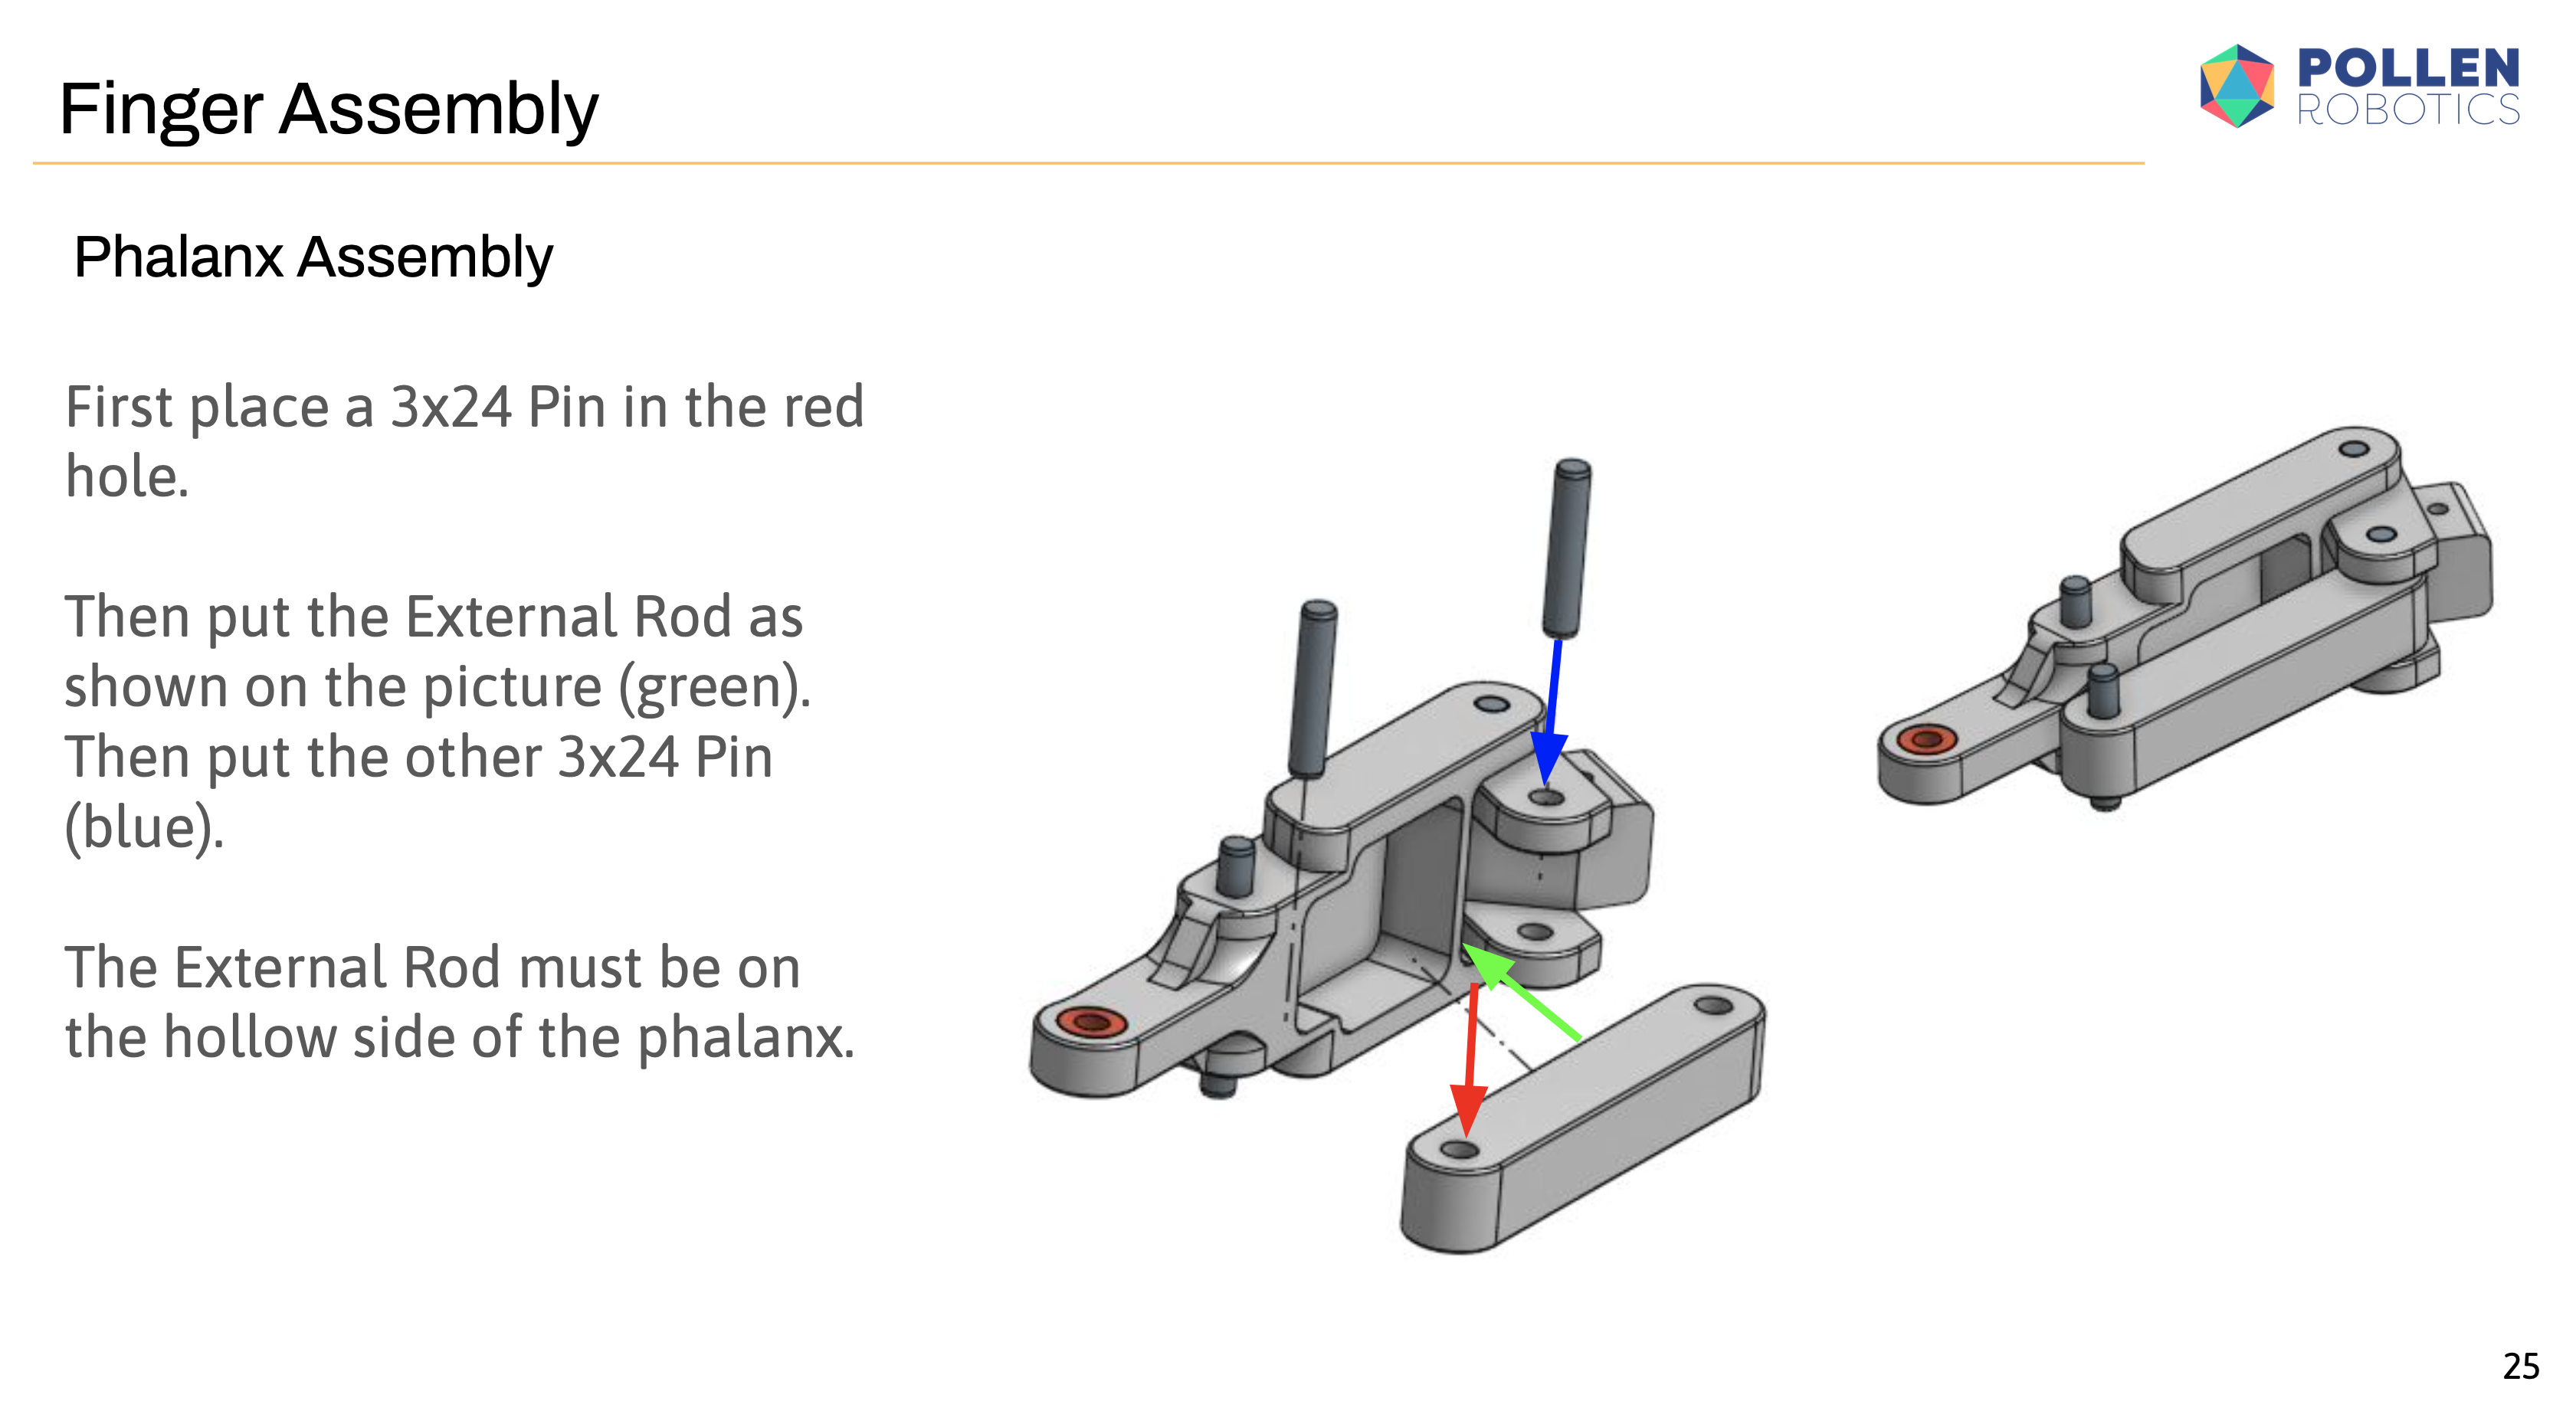 Finger Assembly
POLLEN
ROBOTICS
Phalanx Assembly
First place a 3x24 Pin in the red
hole.
Then put the External Rod as
shown on the picture (green).
Then put the other 3x24 Pin
(blue).
The External Rod must be on
the hollow side of the phalanx.
25